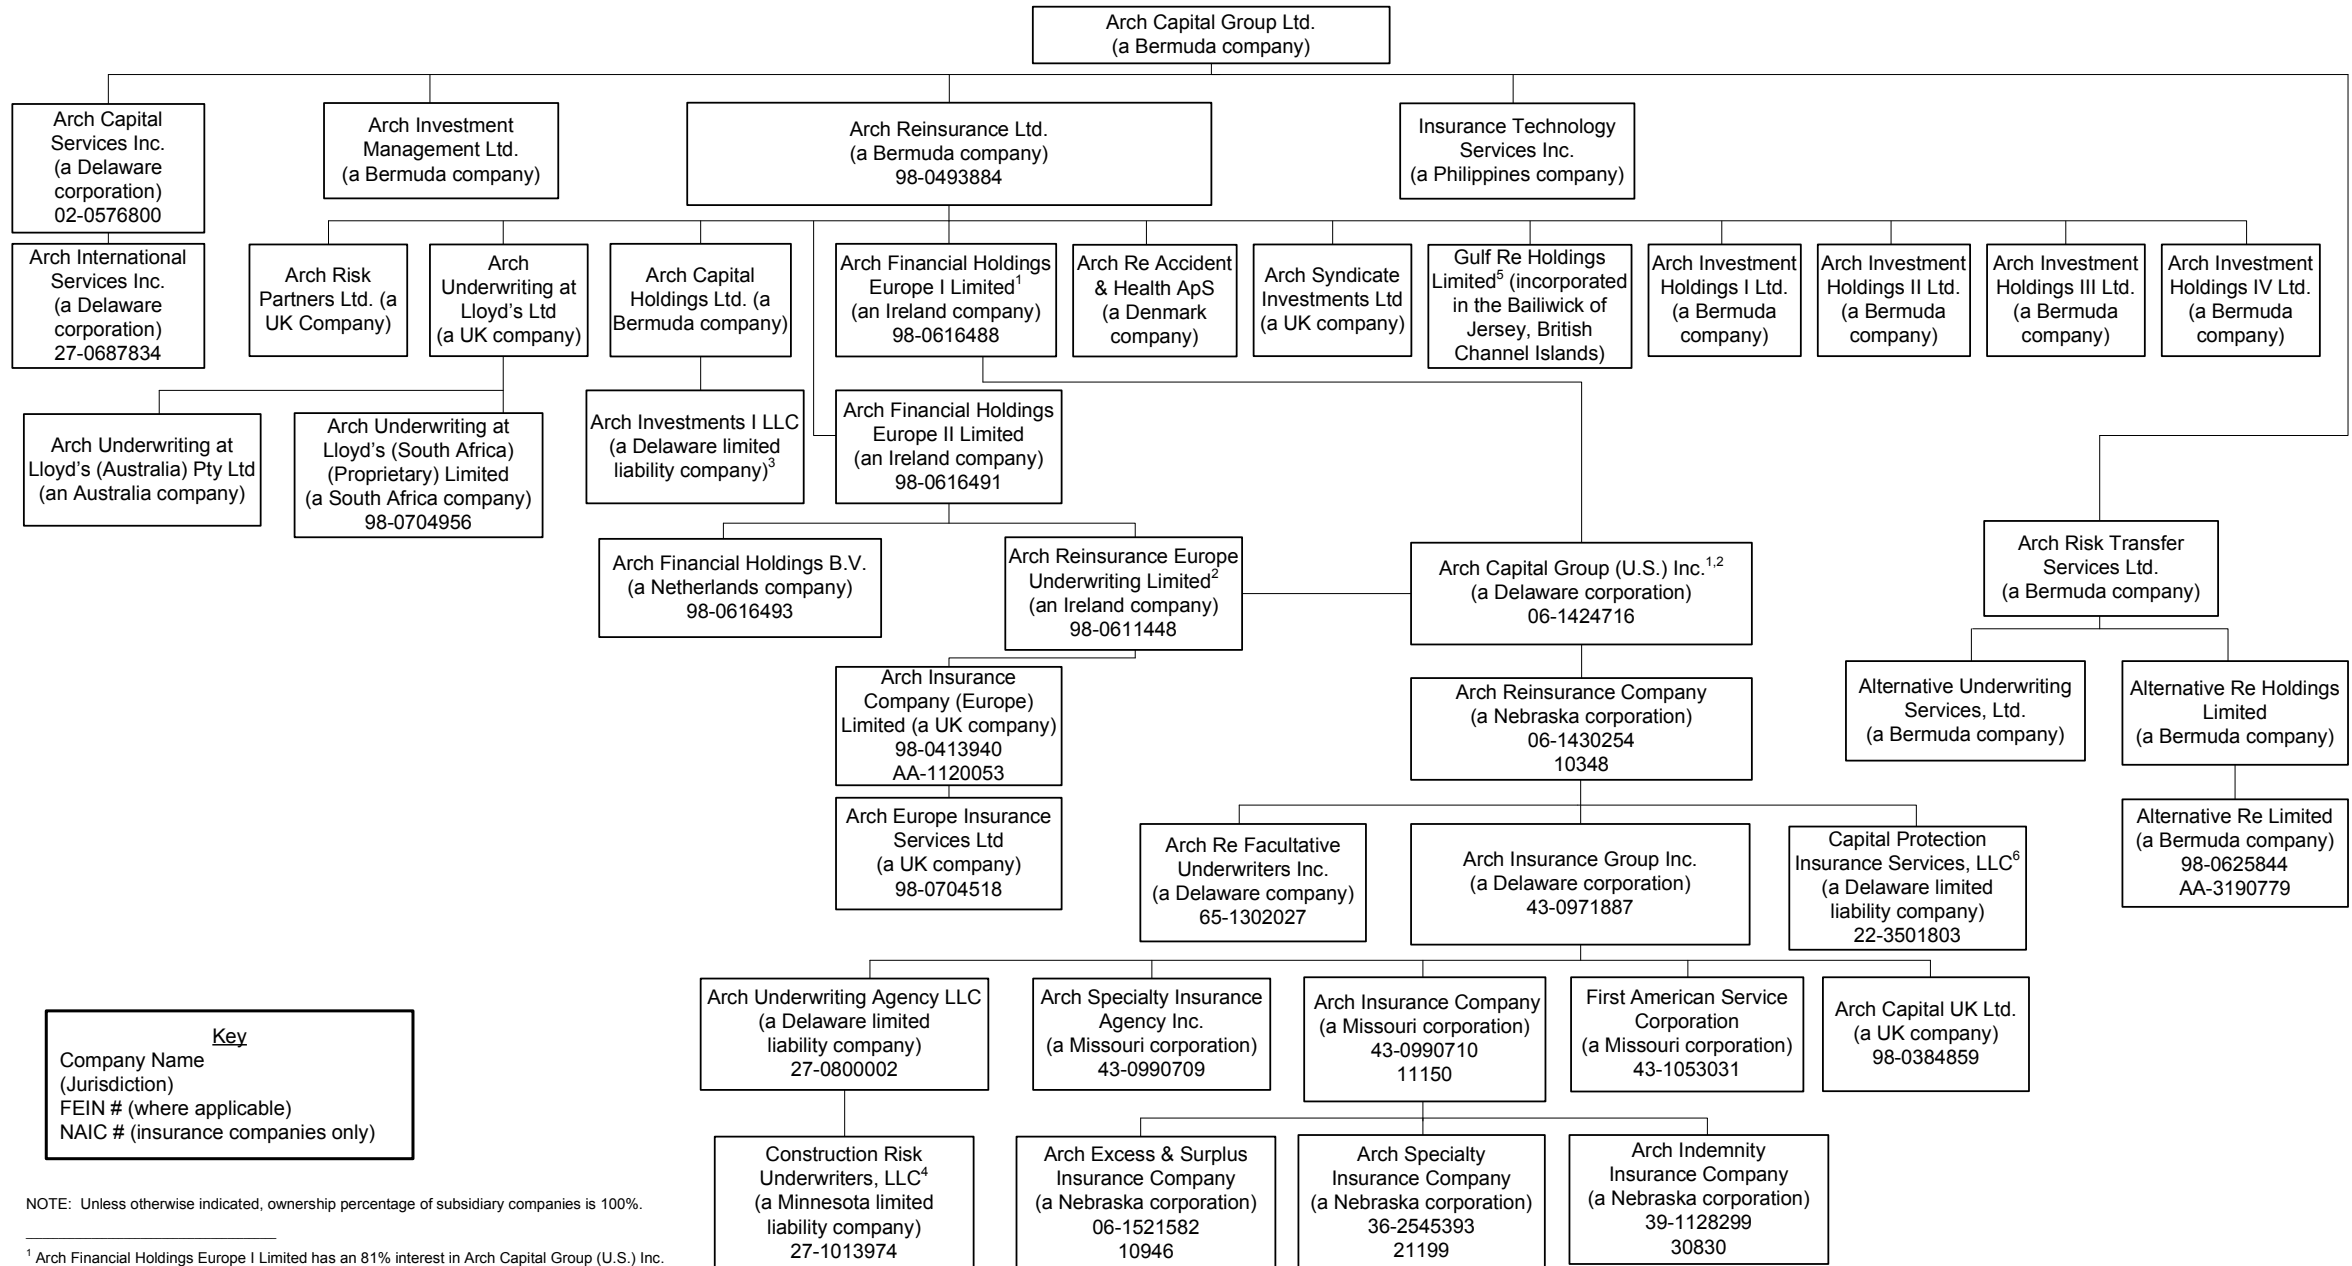 Arch Capital Group Ltd.
(a Bermuda company)
Arch Capital
Services Inc.
(a Delaware
corporation)
02-0576800
Arch Investment
Management Ltd.
(a Bermuda company)
Arch Reinsurance Ltd.
(a Bermuda company)
98-0493884
Insurance Technology
Services Inc.
(a Philippines company)
Arch International
Services Inc.
(a Delaware
corporation)
27-0687834
Arch Risk
Partners Ltd. (a
UK Company)
Arch
Underwriting at
Lloyd's Ltd
(a UK company)
Arch Capital
Holdings Ltd. (a
Bermuda company)
Arch Financial Holdings
Europe I Limited¹
(an Ireland company)
98-0616488
Arch Re Accident
& Health ApS
(a Denmark
company)
Arch Syndicate
Investments Ltd
(a UK company)
Gulf Re Holdings
Limited⁵ (incorporated
in the Bailiwick of
Jersey, British
Channel Islands)
Arch Investment
Holdings I Ltd.
(a Bermuda
company)
Arch Investment
Holdings II Ltd.
(a Bermuda
company)
Arch Investment
Holdings III Ltd.
(a Bermuda
company)
Arch Investment
Holdings IV Ltd.
(a Bermuda
company)
Arch Underwriting at
Lloyd's (Australia) Pty Ltd
(an Australia company)
Arch Underwriting at
Lloyd's (South Africa)
(Proprietary) Limited
(a South Africa company)
98-0704956
Arch Investments I LLC
(a Delaware limited
liability company)³
Arch Financial Holdings
Europe II Limited
(an Ireland company)
98-0616491
Arch Financial Holdings B.V.
(a Netherlands company)
98-0616493
Arch Reinsurance Europe
Underwriting Limited²
(an Ireland company)
98-0611448
Arch Capital Group (U.S.) Inc.¹,²
(a Delaware corporation)
06-1424716
Arch Risk Transfer
Services Ltd.
(a Bermuda company)
Arch Insurance
Company (Europe)
Limited (a UK company)
98-0413940
AA-1120053
Arch Reinsurance Company
(a Nebraska corporation)
06-1430254
10348
Alternative Underwriting
Services, Ltd.
(a Bermuda company)
Alternative Re Holdings
Limited
(a Bermuda company)
Arch Europe Insurance
Services Ltd
(a UK company)
98-0704518
Arch Re Facultative
Underwriters Inc.
(a Delaware company)
65-1302027
Arch Insurance Group Inc.
(a Delaware corporation)
43-0971887
Capital Protection
Insurance Services, LLC⁶
(a Delaware limited
liability company)
22-3501803
Alternative Re Limited
(a Bermuda company)
98-0625844
AA-3190779
Arch Underwriting Agency LLC
(a Delaware limited
liability company)
27-0800002
Arch Specialty Insurance
Agency Inc.
(a Missouri corporation)
43-0990709
Arch Insurance Company
(a Missouri corporation)
43-0990710
11150
First American Service
Corporation
(a Missouri corporation)
43-1053031
Arch Capital UK Ltd.
(a UK company)
98-0384859
Construction Risk
Underwriters, LLC⁴
(a Minnesota limited
liability company)
27-1013974
Arch Excess & Surplus
Insurance Company
(a Nebraska corporation)
06-1521582
10946
Arch Specialty
Insurance Company
(a Nebraska corporation)
36-2545393
21199
Arch Indemnity
Insurance Company
(a Nebraska corporation)
39-1128299
30830
Key
Company Name
(Jurisdiction)
FEIN # (where applicable)
NAIC # (insurance companies only)
NOTE: Unless otherwise indicated, ownership percentage of subsidiary companies is 100%.
¹ Arch Financial Holdings Europe I Limited has an 81% interest in Arch Capital Group (U.S.) Inc.